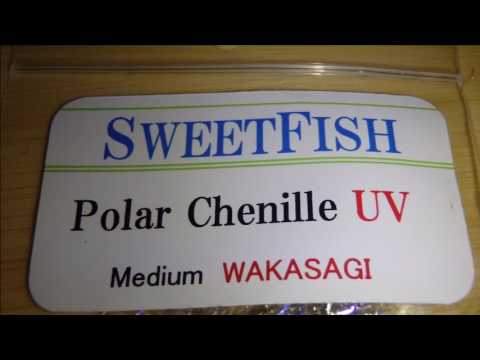 SWEETFISH
Polar Chenille UV
Medium WAKASAGI